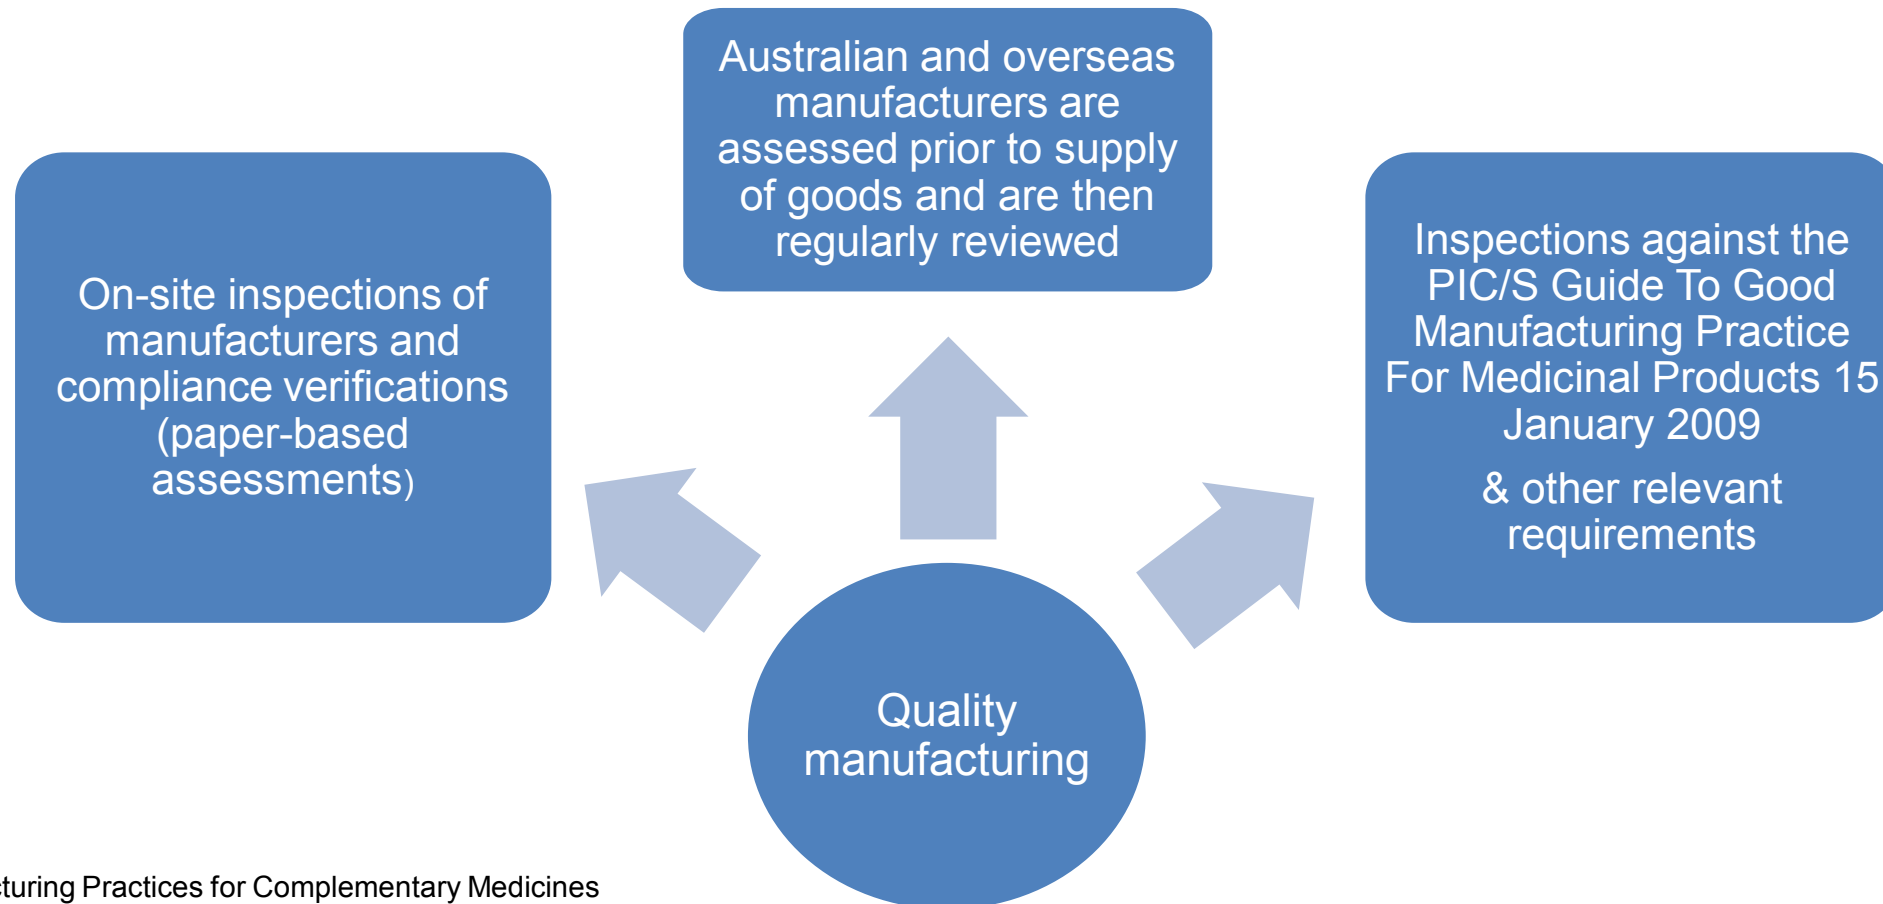 Australian and overseas
manufacturers are
assessed prior to supply
of goods and are then
regularly reviewed
On-site inspections of
manufacturers and
compliance verifications
(paper-based
assessments)
Inspections against the
PIC/S Guide To Good
Manufacturing Practice
For Medicinal Products 15
January 2009
& other relevant
requirements
Quality
manufacturing
cturing Practices for Complementary Medicines